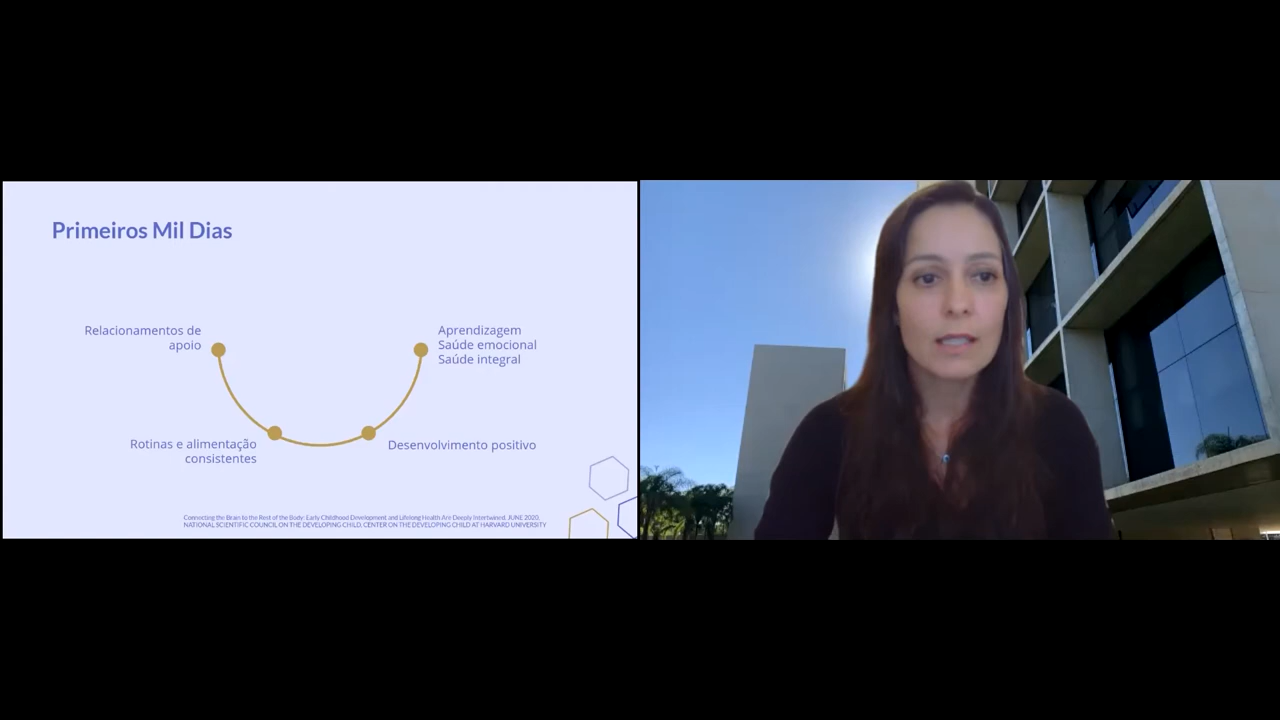 Primeiros Mil Dias
Relacionamentos de
apoio
Aprendizagem
Saúde emocional
Saúde integral
Rotinas e alimentação
consistentes
Desenvolvimento positivo
Connecting the Brain to the Rest of the Body: Early Childhood Development and Lifelong Health Are Deeply Intertwined. JUNE 2020.
NATIONAL SCIENTIFIC COUNCIL ON THE DEVELOPING CHILD. CENTER ON THE DEVELOPING CHILD AT HARVARD UNIVERSITY